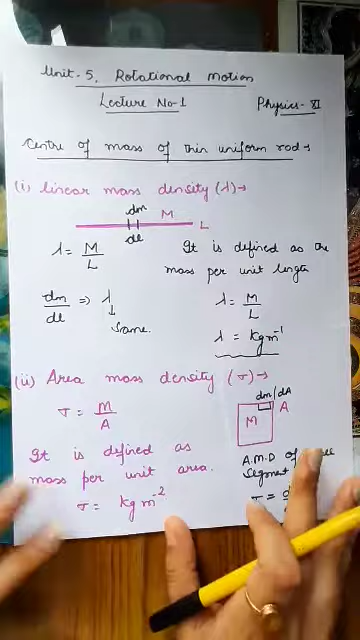 Unit-5, Rotational Motion
Lecture No-1
Physics-XI
Centre of mass of thin uniform rod→
(i) linear mass density (λ)→
dm
M
L
dl
λ = M/L
It is defined as the
mass per unit length
dm/dl ⇒ λ
↓
Same.
λ = M/L
λ = Kgm⁻¹
(ii) Area mass density (σ)→
σ = M/A
dm/dA
M
A
It is defined as
mass per unit area.
σ = kgm⁻²
A.M.D of
Segment
σ =